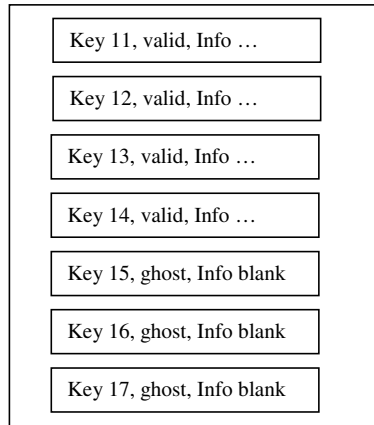 Key 11, valid, Info …
Key 12, valid, Info …
Key 13, valid, Info …
Key 14, valid, Info …
Key 15, ghost, Info blank
Key 16, ghost, Info blank
Key 17, ghost, Info blank